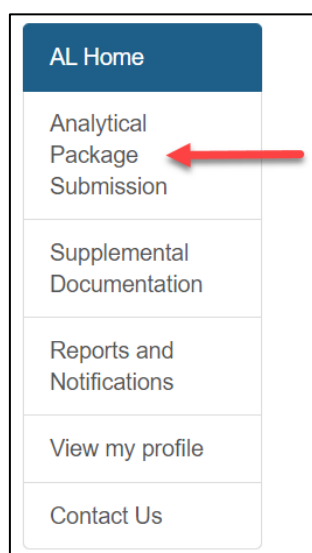 AL Home
Analytical
Package
Submission
Supplemental
Documentation
Reports and
Notifications
View my profile
Contact Us